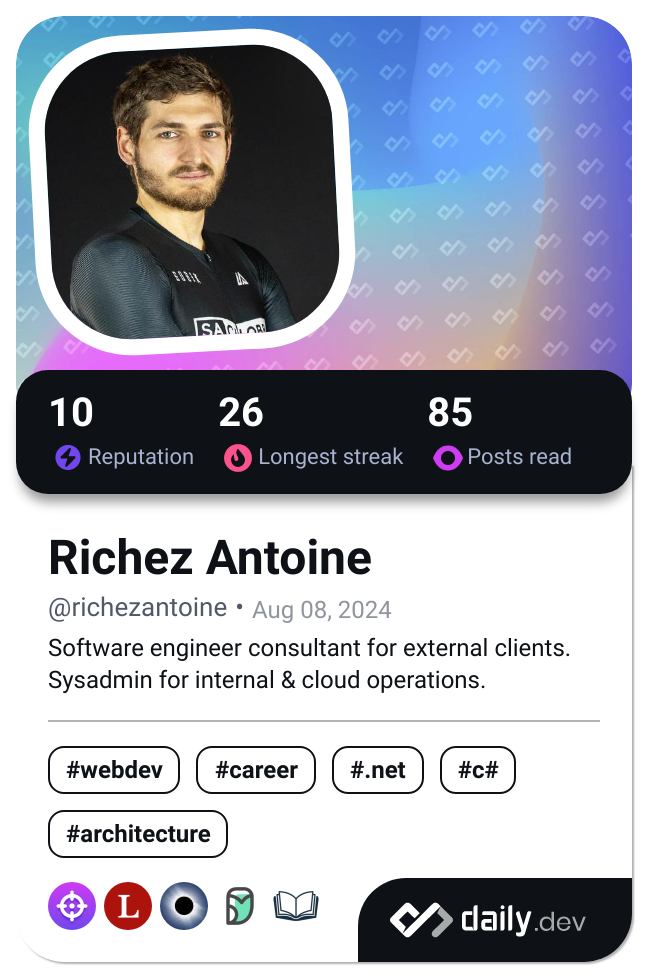 GOBIK
10 26 85
Reputation Longest streak Posts read
Richez Antoine
@richezantoine • Aug 08, 2024
Software engineer consultant for external clients.
Sysadmin for internal & cloud operations.
#webdev #career #.net #c#
#architecture
L
daily.dev